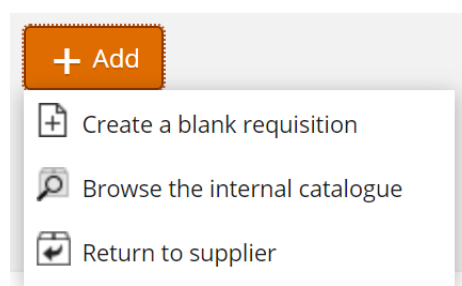 + Add
Create a blank requisition
Browse the internal catalogue
Return to supplier